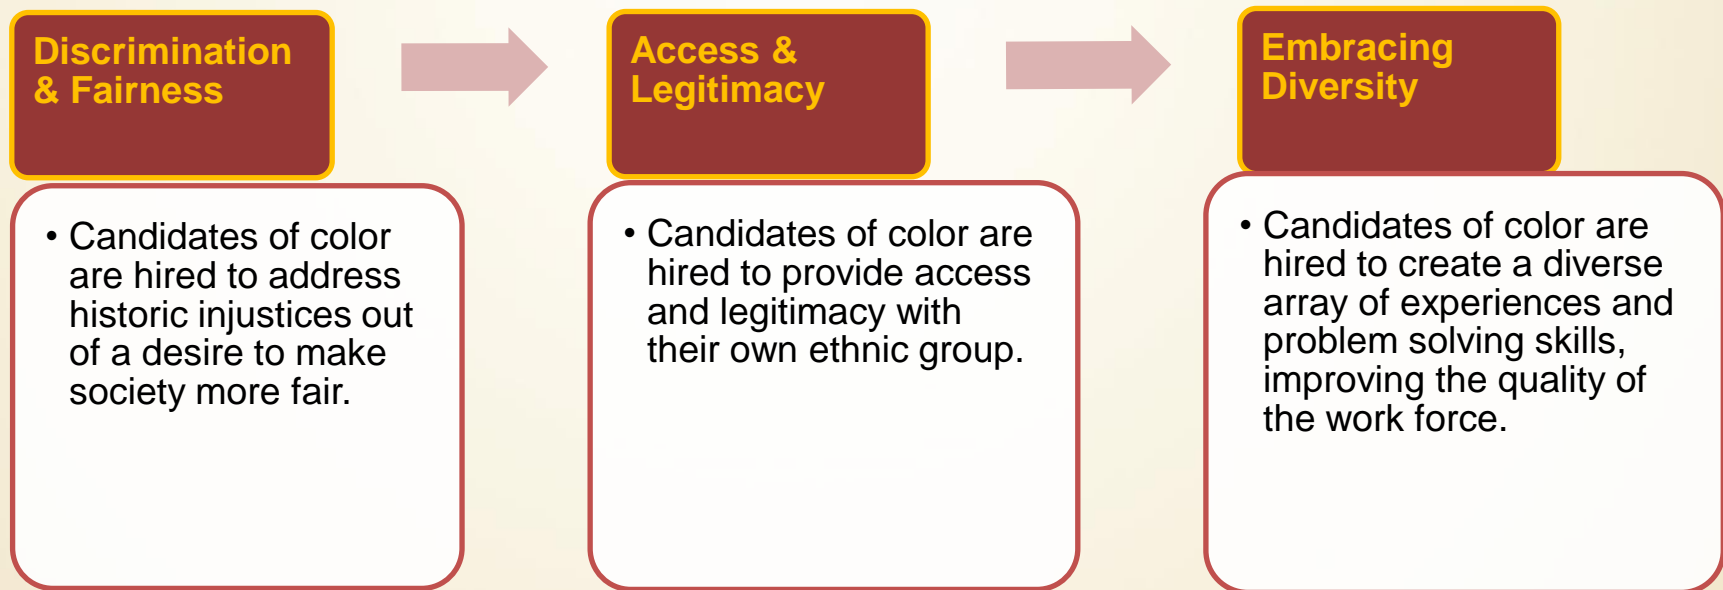 Discrimination
& Fairness
• Candidates of color
are hired to address
historic injustices out
of a desire to make
society more fair.
Access &
Legitimacy
• Candidates of color are
hired to provide access
and legitimacy with
their own ethnic group.
Embracing
Diversity
• Candidates of color are
hired to create a diverse
array of experiences and
problem solving skills,
improving the quality of
the work force.